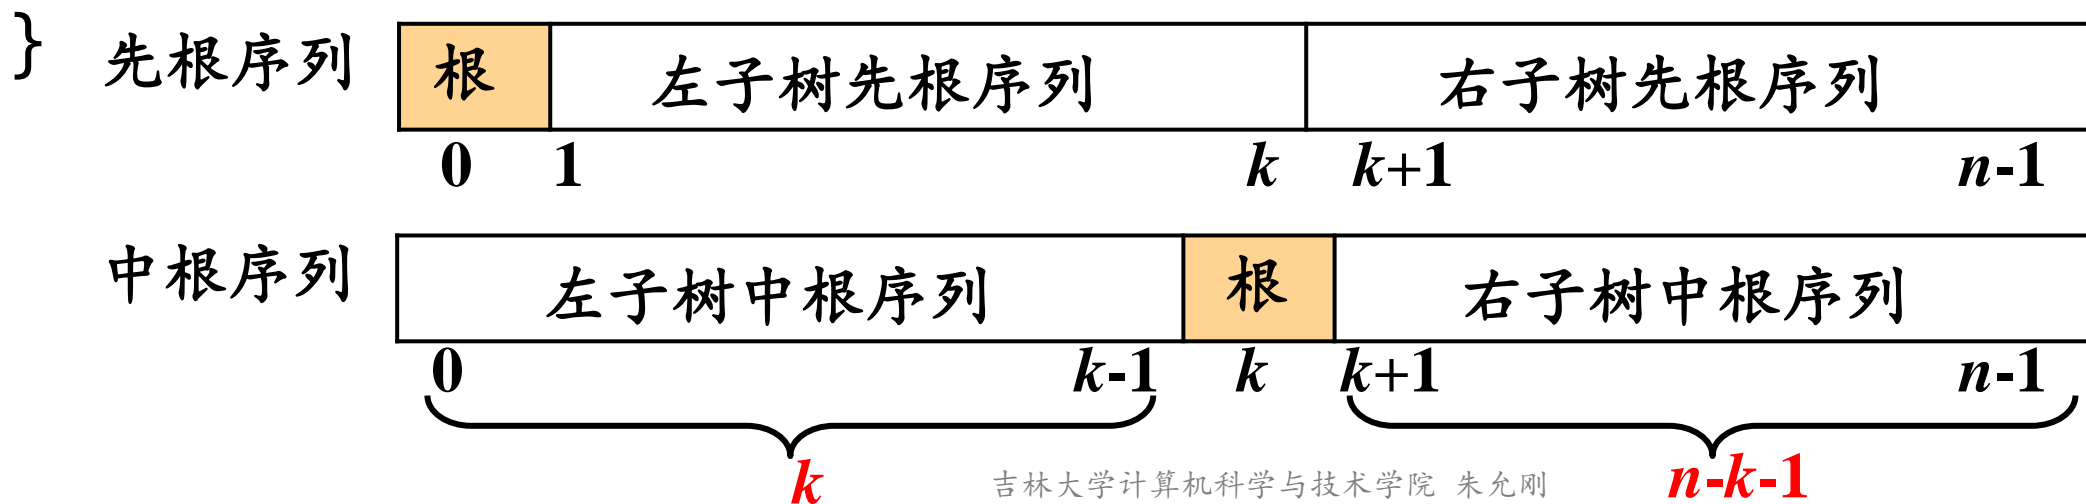 }
先根序列 根 左子树先根序列 右子树先根序列
0 1 k k+1 n-1
中根序列 左子树中根序列 根 右子树中根序列
0 k-1 k k+1 n-1
k n-k-1
吉林大学计算机科学与技术学院 朱允刚